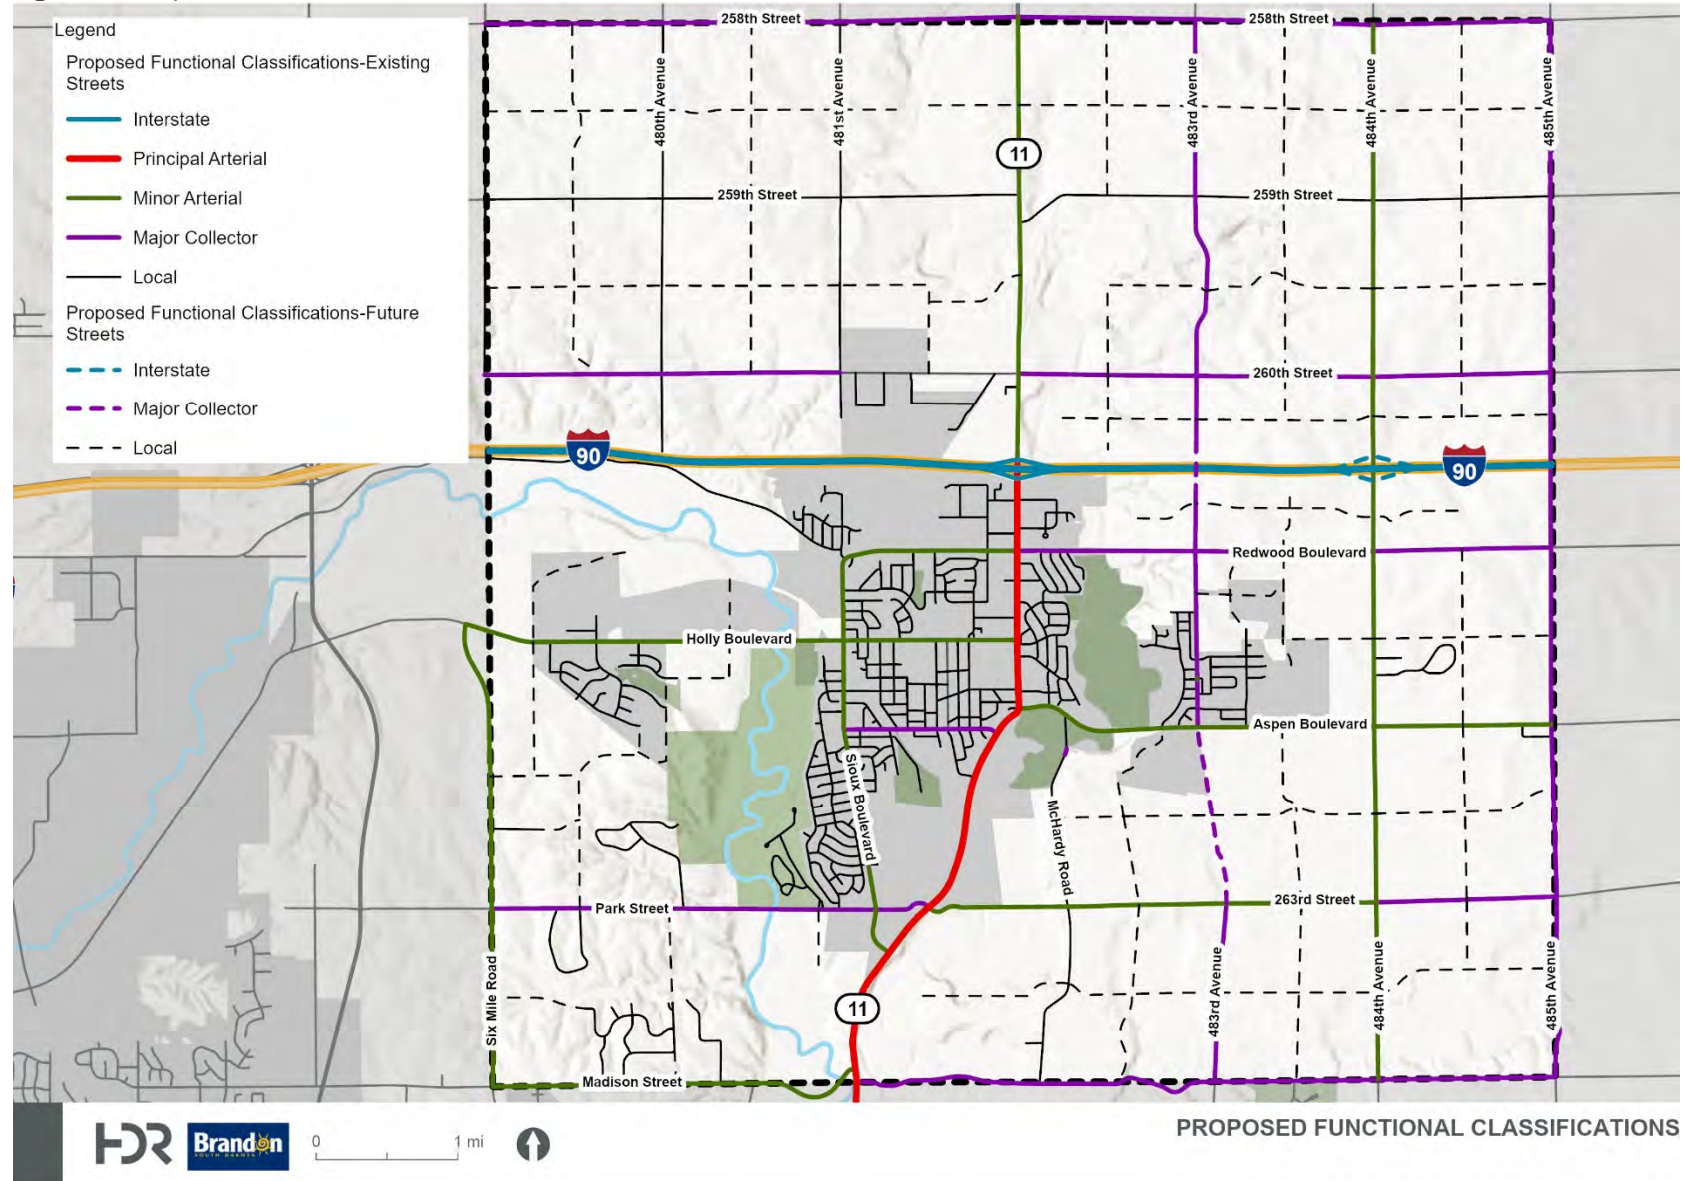 258th Street
258th Street
Legend
Proposed Functional Classifications-Existing
Streets
Interstate
Principal Arterial
Minor Arterial
Major Collector
Local
Proposed Functional Classifications-Future
Streets
Interstate
Major Collector
Local
480th Avenue
481st Avenue
483rd Avenue
484th Avenue
485th Avenue
11
259th Street
259th Street
260th Street
90
90
Redwood Boulevard
Holly Boulevard
Aspen Boulevard
Sioux Boulevard
McHardy Road
Park Street
263rd Street
Six Mile Road
11
483rd Avenue
484th Avenue
485th Avenue
Madison Street
HDR
Brandon
SOUTH DAKOTA
0
1 mi
PROPOSED FUNCTIONAL CLASSIFICATIONS